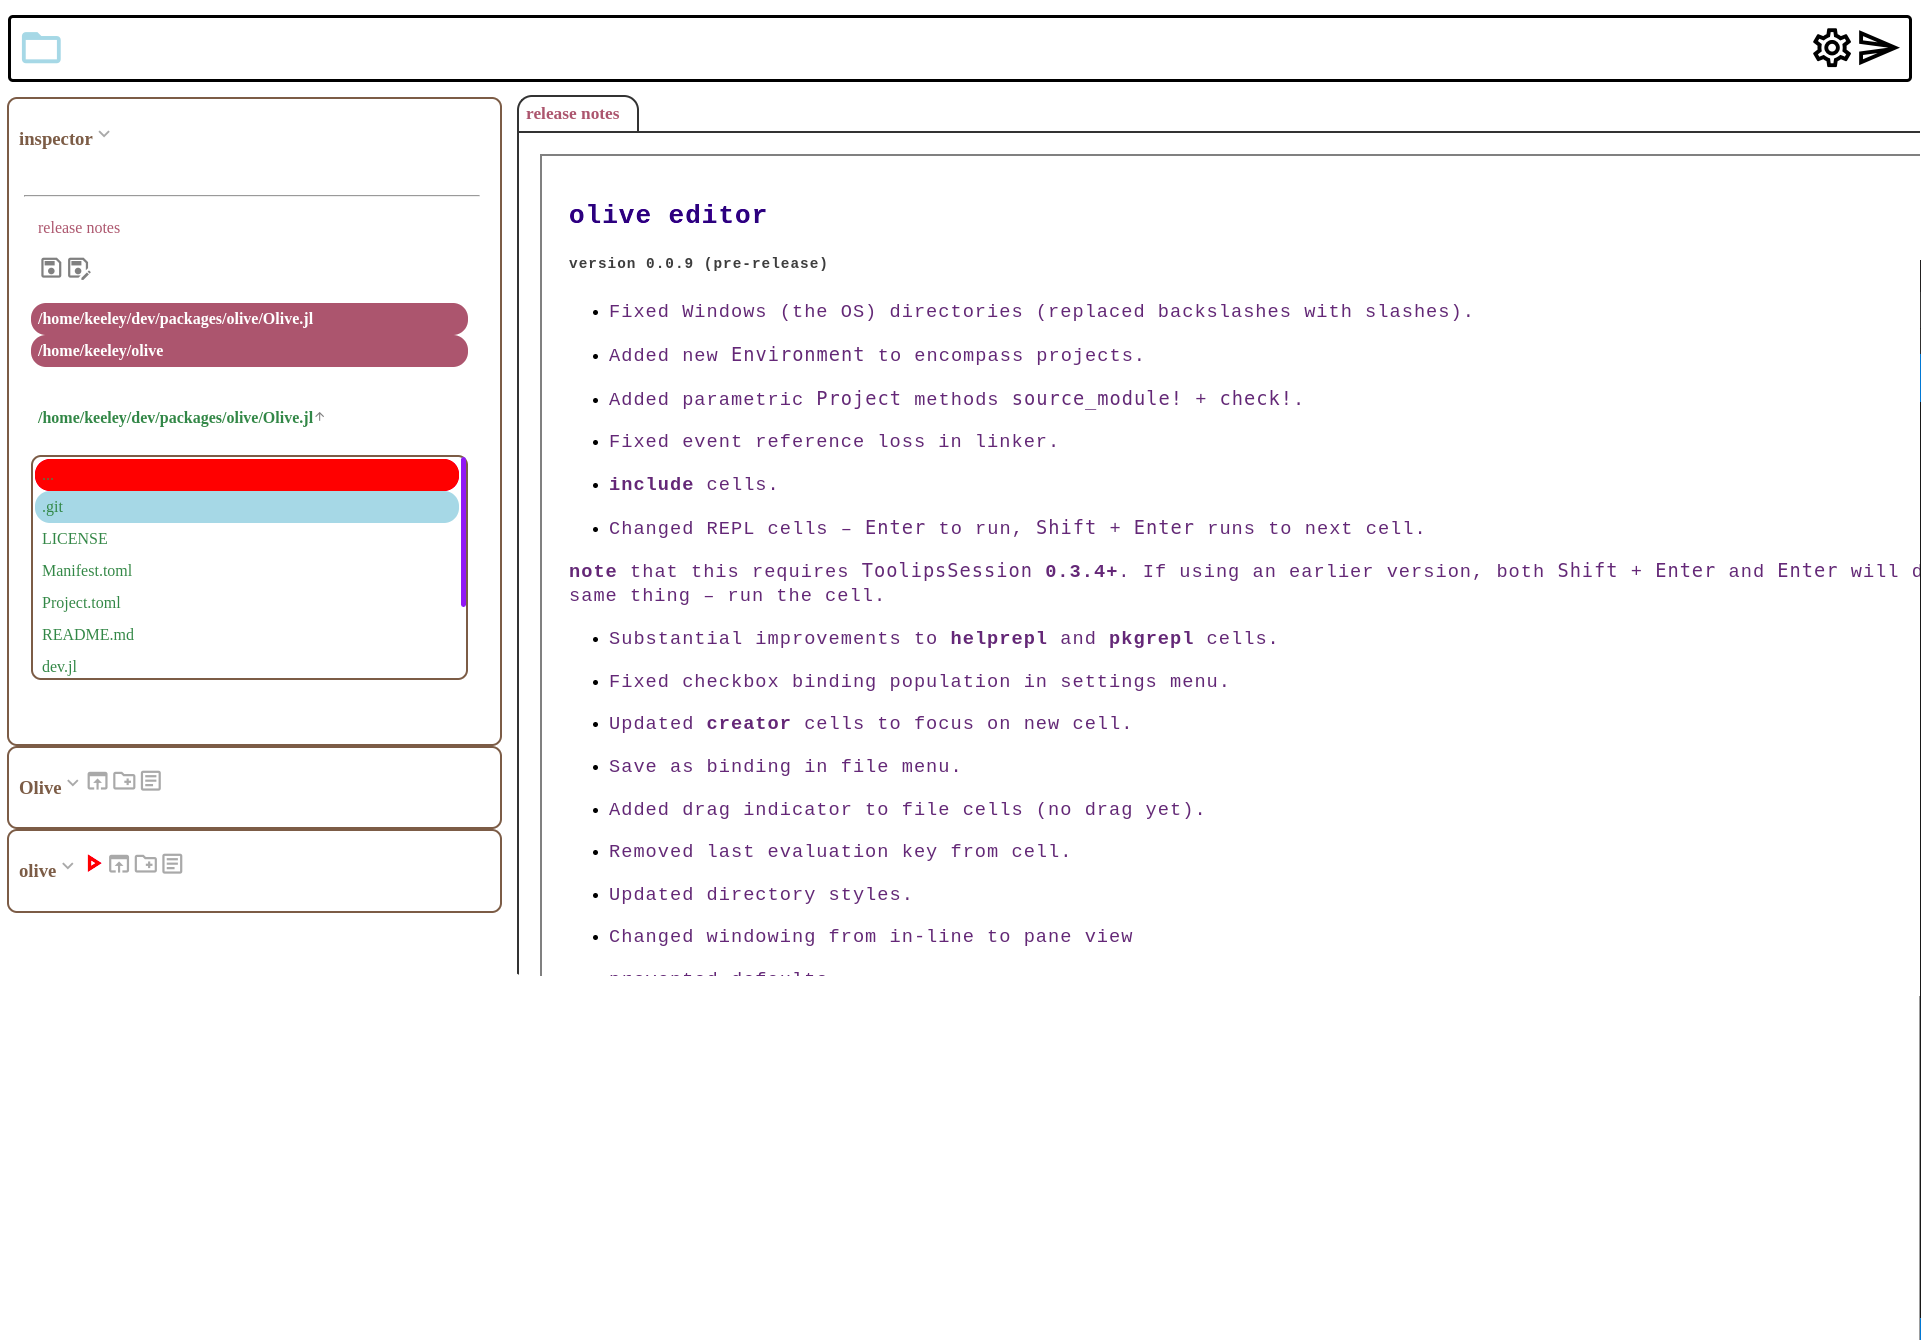 inspector
release notes
/home/keeley/dev/packages/olive/Olive.jl
/home/keeley/olive
/home/keeley/dev/packages/olive/Olive.jl
...
.git
LICENSE
Manifest.toml
Project.toml
README.md
dev.jl
Olive
olive
release notes
olive editor
version 0.0.9 (pre-release)
Fixed Windows (the OS) directories (replaced backslashes with slashes).
Added new Environment to encompass projects.
Added parametric Project methods source_module! + check!.
Fixed event reference loss in linker.
include cells.
Changed REPL cells – Enter to run, Shift + Enter runs to next cell.
note that this requires ToolipsSession 0.3.4+. If using an earlier version, both Shift + Enter and Enter will
same thing – run the cell.
Substantial improvements to helprepl and pkgrepl cells.
Fixed checkbox binding population in settings menu.
Updated creator cells to focus on new cell.
Save as binding in file menu.
Added drag indicator to file cells (no drag yet).
Removed last evaluation key from cell.
Updated directory styles.
Changed windowing from in-line to pane view